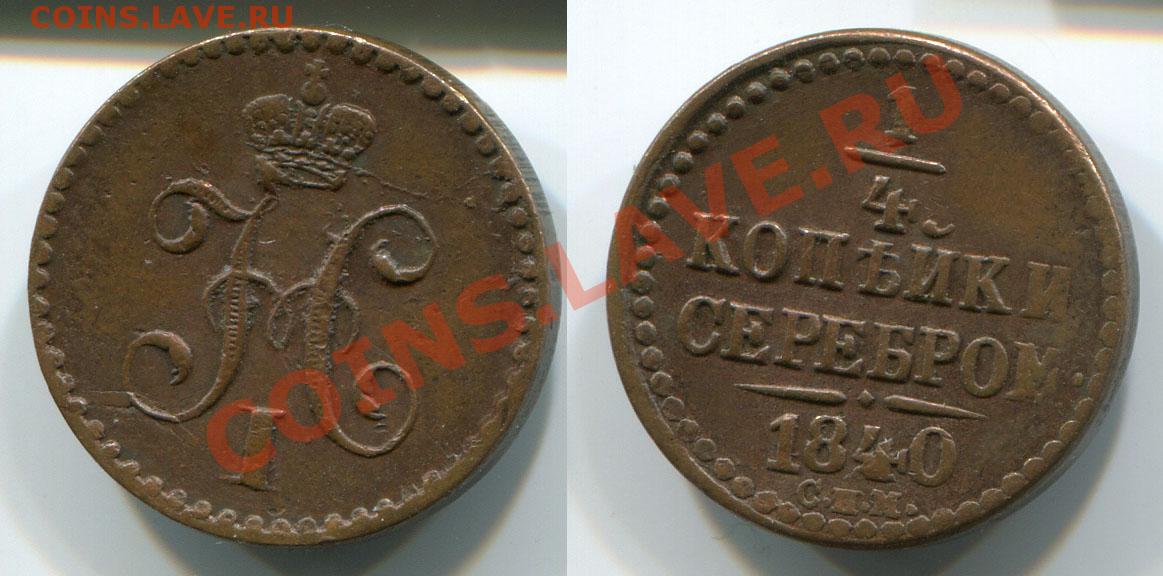 COINS.LAVE.RU
COINS.LAVE.RU
I
1
4
КОПѢЙКИ
СЕРЕБРОМ.
1840
С.П.М.